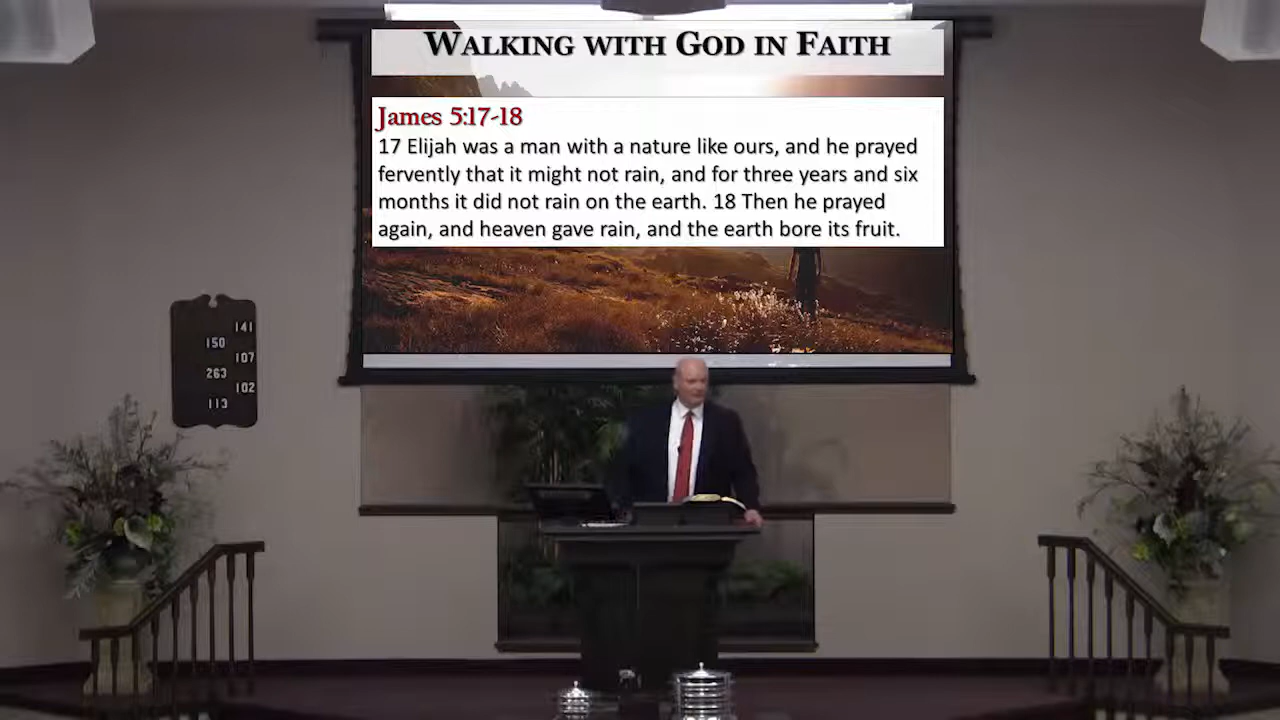 WALKING WITH GOD IN FAITH
James 5:17-18
17 Elijah was a man with a nature like ours, and he prayed
fervently that it might not rain, and for three years and six
months it did not rain on the earth. 18 Then he prayed
again, and heaven gave rain, and the earth bore its fruit.
141
150
107
263
102
113